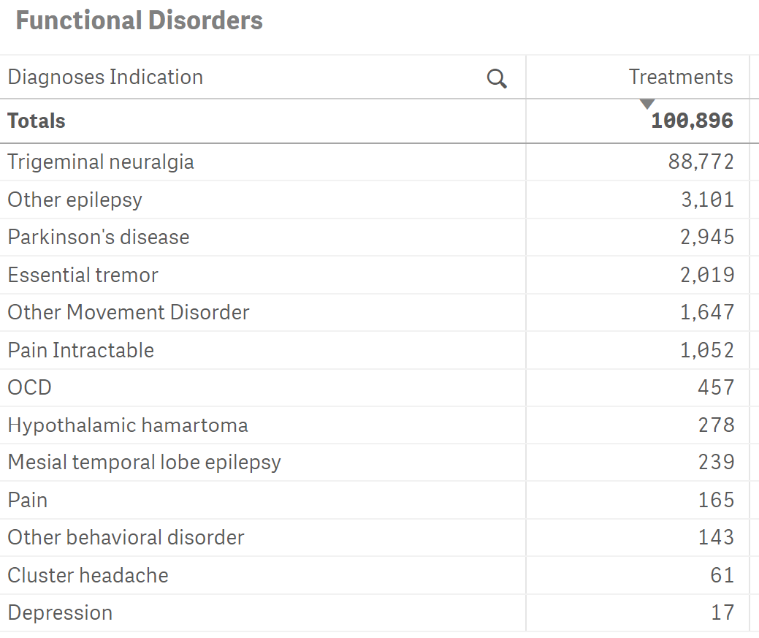 Functional Disorders
Diagnoses Indication Treatments
Totals 100,896
Trigeminal neuralgia 88,772
Other epilepsy 3,101
Parkinson's disease 2,945
Essential tremor 2,019
Other Movement Disorder 1,647
Pain Intractable 1,052
OCD 457
Hypothalamic hamartoma 278
Mesial temporal lobe epilepsy 239
Pain 165
Other behavioral disorder 143
Cluster headache 61
Depression 17